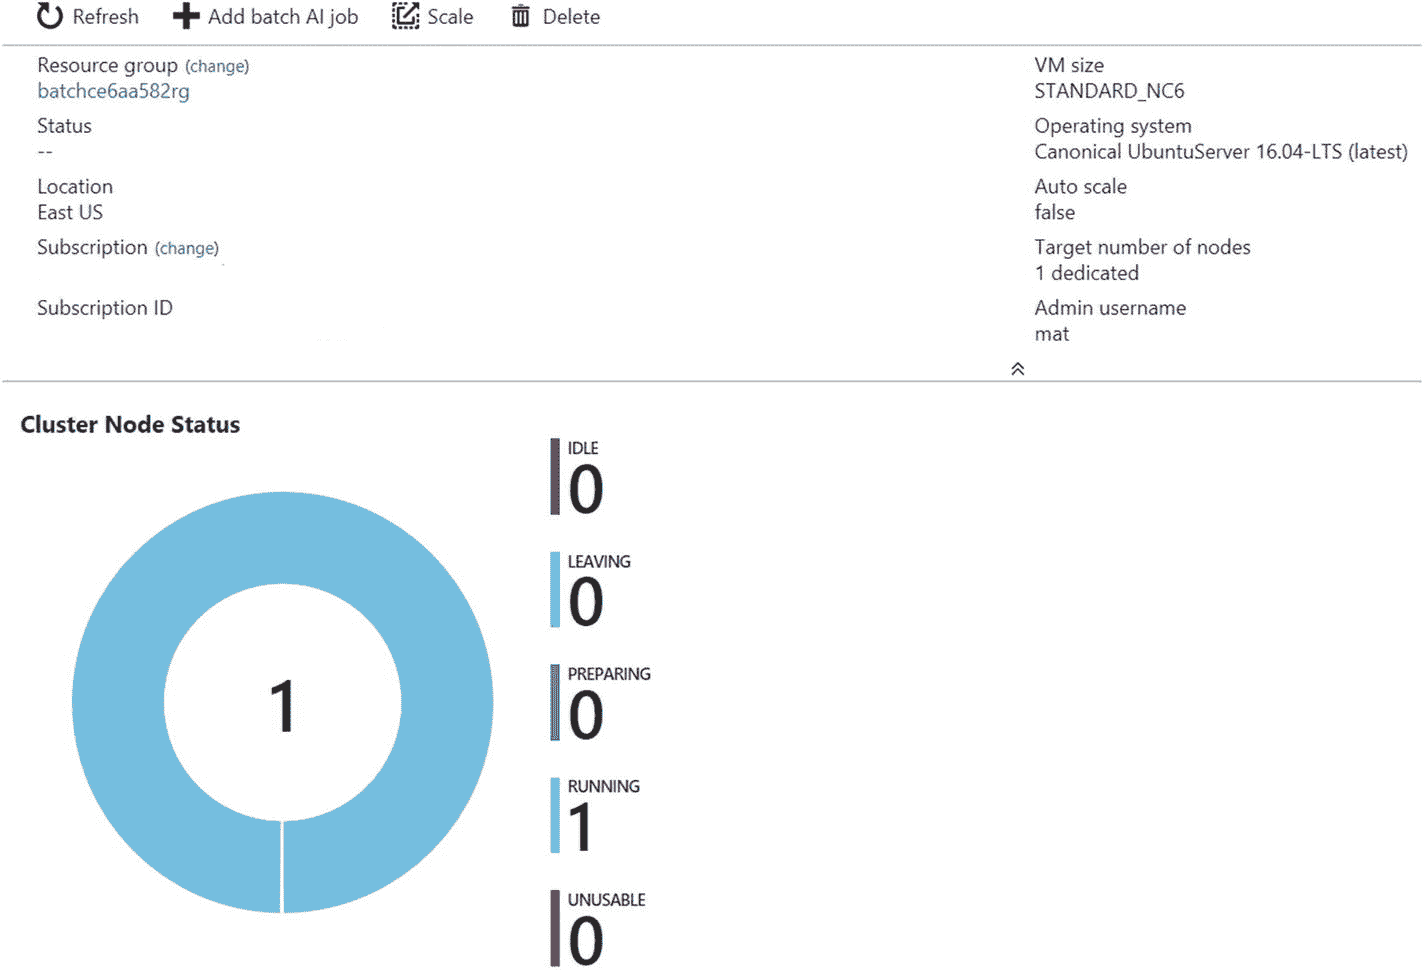 Refresh Add batch AI job Scale Delete
Resource group (change)
batchce6aa582rg
Status
--
Location
East US
Subscription (change)
Subscription ID
VM size
STANDARD_NC6
Operating system
Canonical UbuntuServer 16.04-LTS (latest)
Auto scale
false
Target number of nodes
1 dedicated
Admin username
mat
Cluster Node Status
1
IDLE
0
LEAVING
0
PREPARING
0
RUNNING
1
UNUSABLE
0